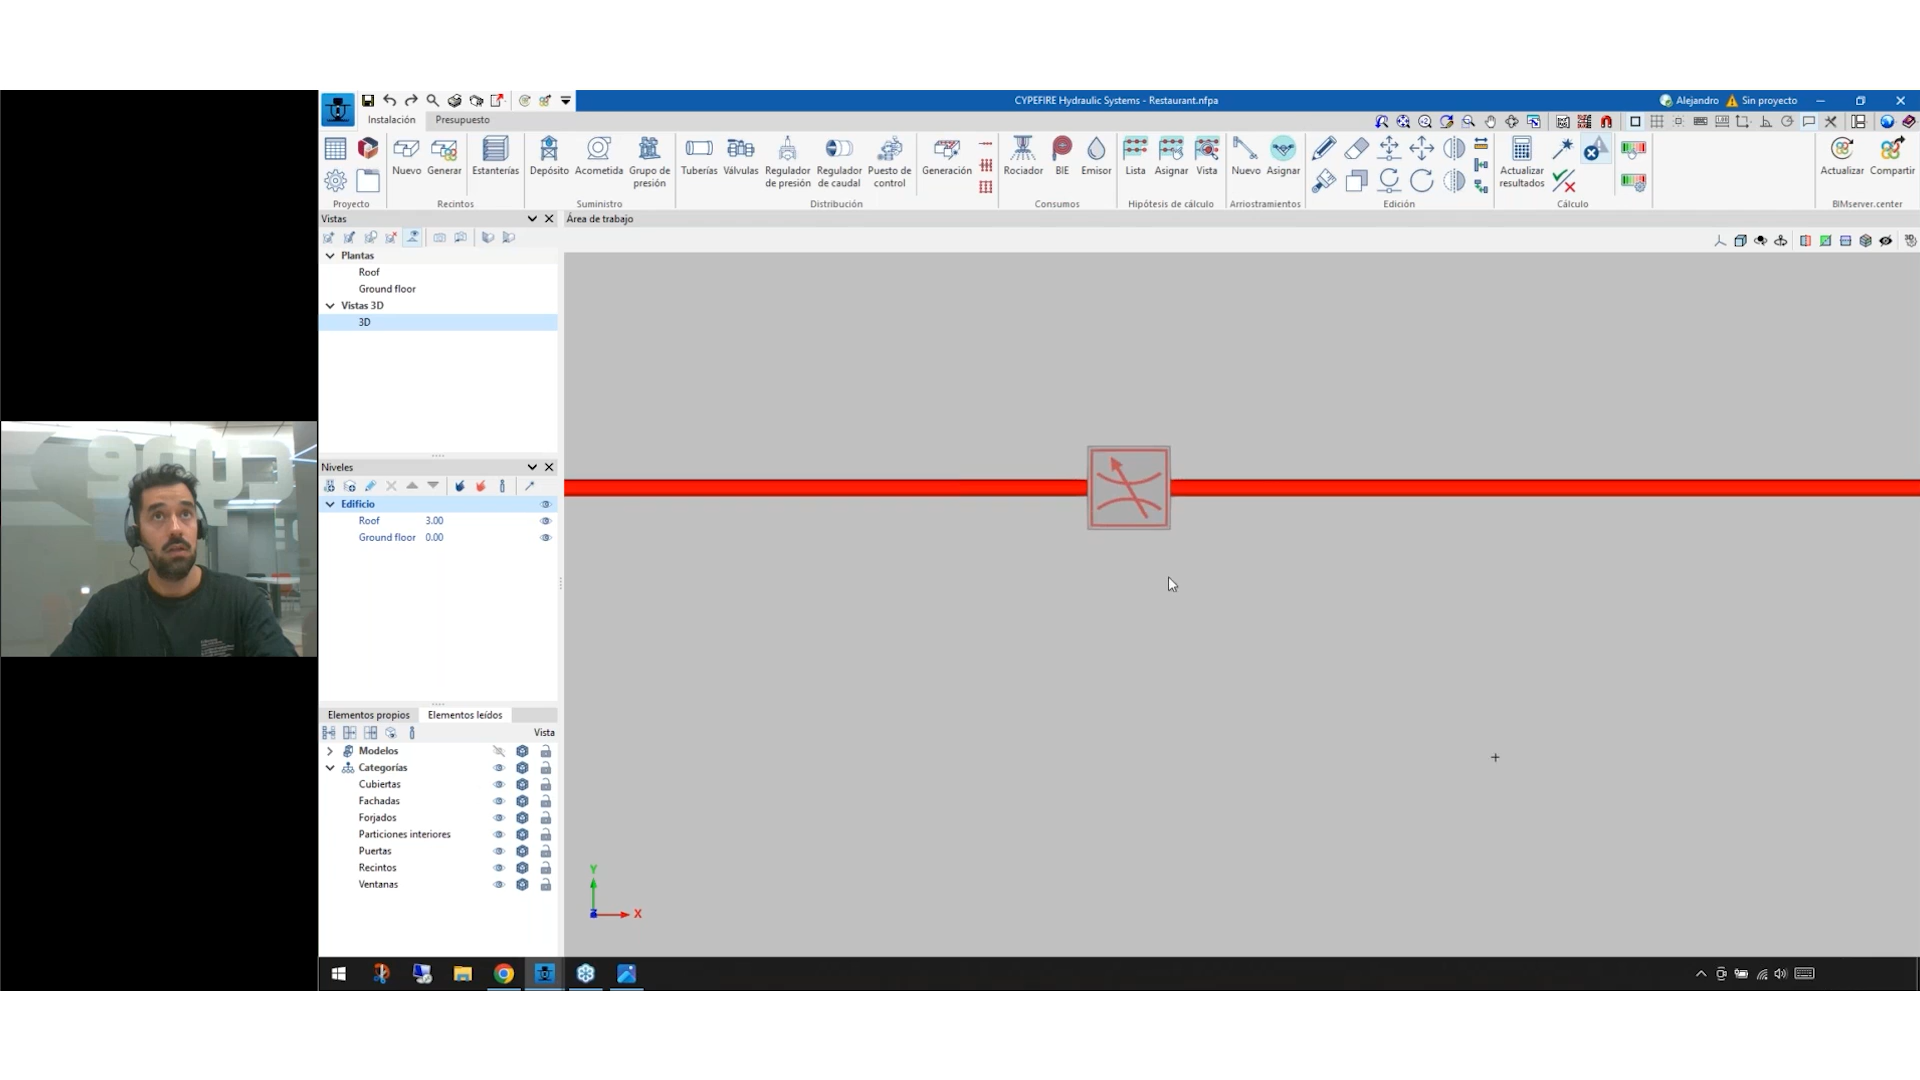 CYPEFIRE Hydraulic Systems - Restaurant.nfpa
Alejandro
Sin proyecto
Instalación
Presupuesto
Nuevo
Generar
Estanterías
Depósito
Acometida
Grupo de
presión
Tuberías
Válvulas
Regulador
de presión
Regulador
de caudal
Puesto de
control
Generación
Rociador
BIE
Emisor
Lista
Asignar
Vista
Nuevo
Asignar
Actualizar
resultados
Actualizar
Compartir
Proyecto
Recintos
Suministro
Distribución
Consumos
Hipótesis de cálculo
Arriostramientos
Edición
Cálculo
BIMserver.center
Vistas
Área de trabajo
Plantas
Roof
Ground floor
Vistas 3D
3D
Niveles
Edificio
Roof 3.00
Ground floor 0.00
Elementos propios
Elementos leídos
Vista
Modelos
Categorías
Cubiertas
Fachadas
Forjados
Particiones interiores
Puertas
Recintos
Ventanas
Y
Z
X
cype